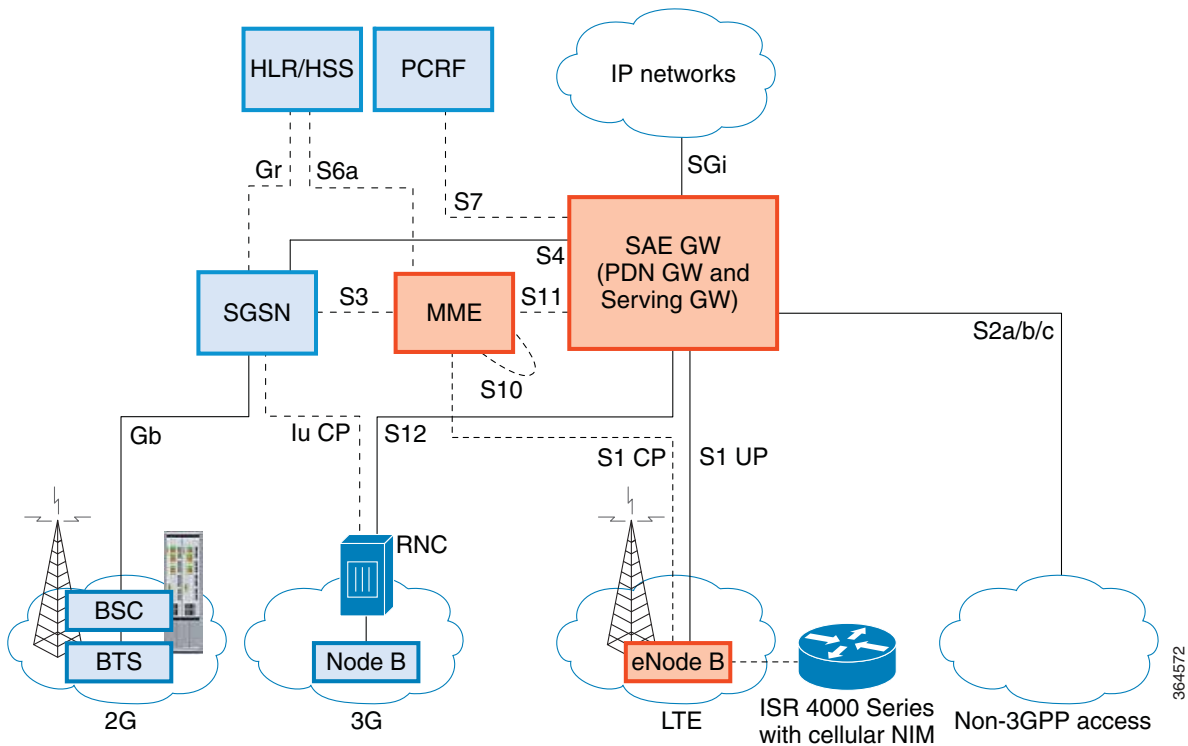 HLR/HSS
PCRF
IP networks
Gr
S6a
SGi
S7
S4
SAE GW
(PDN GW and
Serving GW)
SGSN
S3
MME
S11
S2a/b/c
S10
Gb
Iu CP
S12
S1 CP
S1 UP
RNC
BSC
BTS
Node B
eNode B
2G
3G
LTE
ISR 4000 Series
with cellular NIM
Non-3GPP access
364572